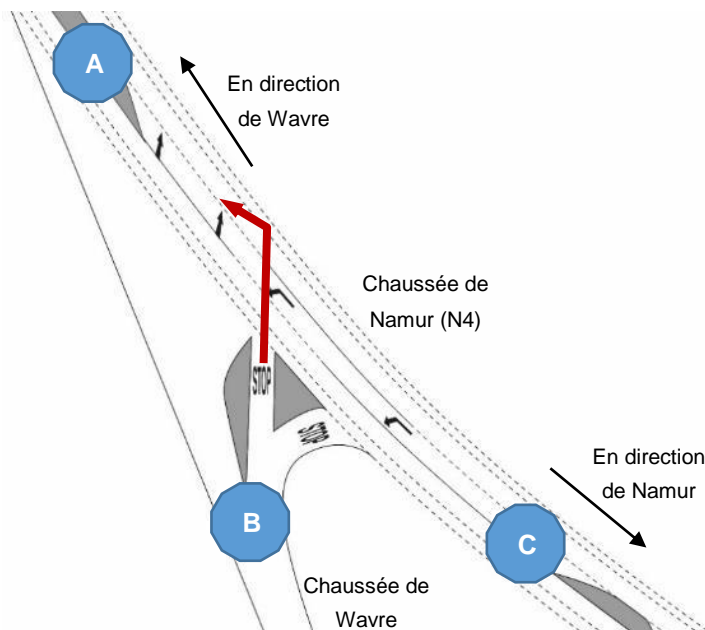 A
En direction
de Wavre
Chaussée de
Namur (N4)
STOP
STOP
En direction
de Namur
B
C
Chaussée de
Wavre